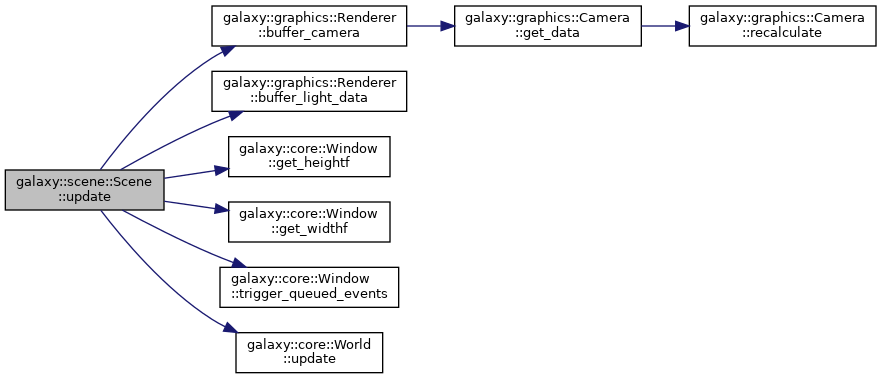 galaxy::graphics::Renderer
::buffer_camera
galaxy::graphics::Camera
::get_data
galaxy::graphics::Camera
::recalculate
galaxy::graphics::Renderer
::buffer_light_data
galaxy::core::Window
::get_heightf
galaxy::scene::Scene
::update
galaxy::core::Window
::get_widthf
galaxy::core::Window
::trigger_queued_events
galaxy::core::World
::update